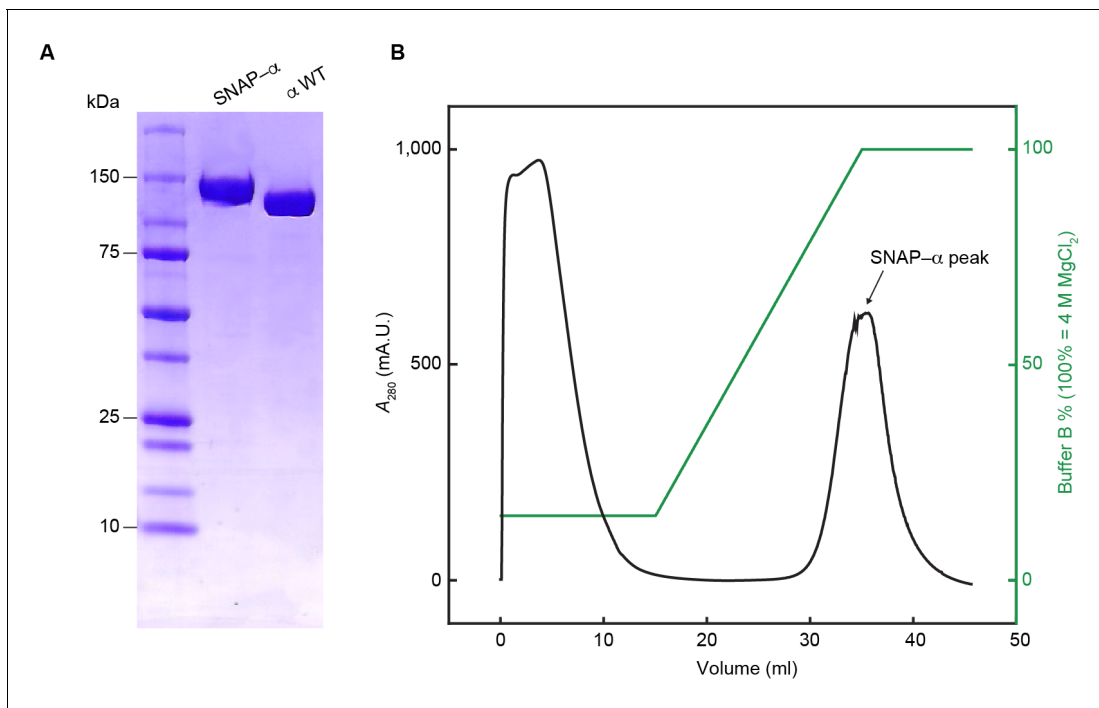 A
B
SNAP–α
α WT
kDa
150
75
25
10
1,000
500
0
A280 (mA.U.)
SNAP–α peak
100
50
0
Buffer B % (100% = 4 M MgCl2)
0
10
20
30
40
50
Volume (ml)